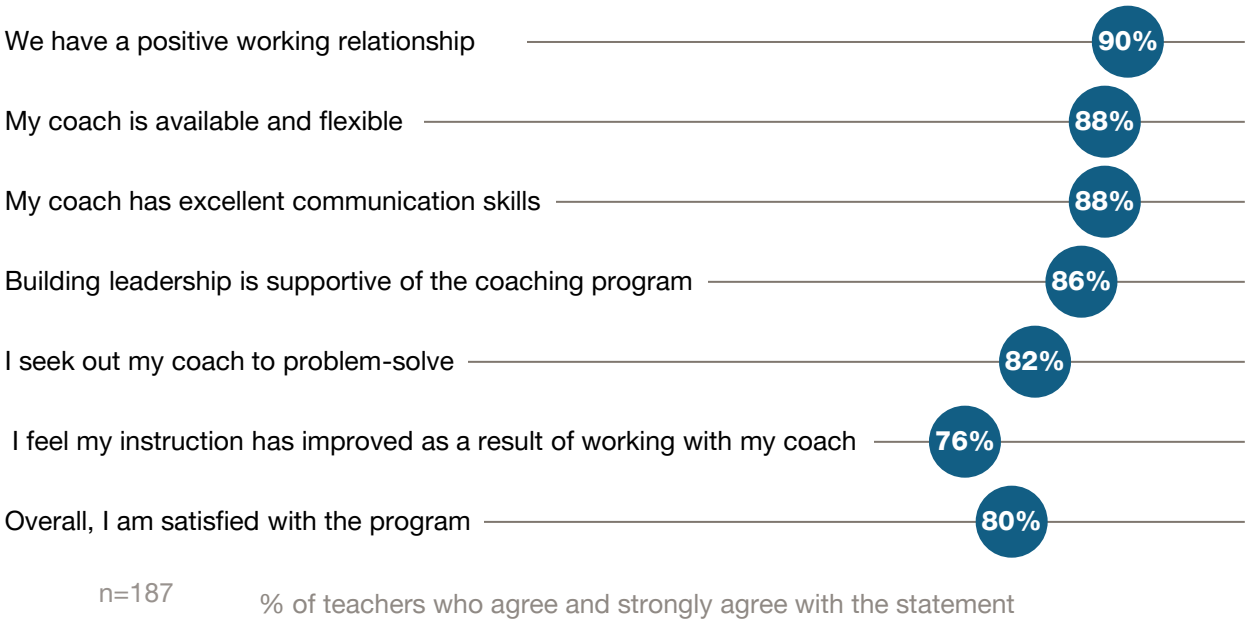 We have a positive working relationship 90%
My coach is available and flexible 88%
My coach has excellent communication skills 88%
Building leadership is supportive of the coaching program 86%
I seek out my coach to problem-solve 82%
I feel my instruction has improved as a result of working with my coach 76%
Overall, I am satisfied with the program 80%
n=187 % of teachers who agree and strongly agree with the statement